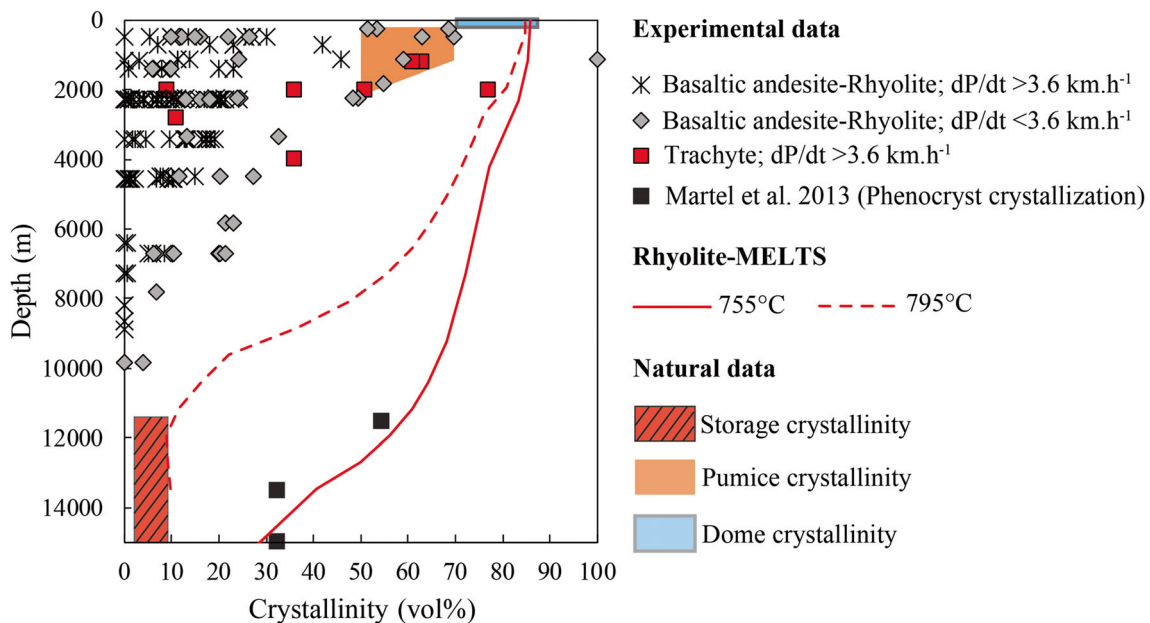 Depth (m)
0
2000
4000
6000
8000
10000
12000
14000
0 10 20 30 40 50 60 70 80 90 100
Crystallinity (vol%)
Experimental data
Basaltic andesite-Rhyolite; dP/dt >3.6 km.h⁻¹
Basaltic andesite-Rhyolite; dP/dt <3.6 km.h⁻¹
Trachyte; dP/dt >3.6 km.h⁻¹
Martel et al. 2013 (Phenocryst crystallization)
Rhyolite-MELTS
755°C 795°C
Natural data
Storage crystallinity
Pumice crystallinity
Dome crystallinity